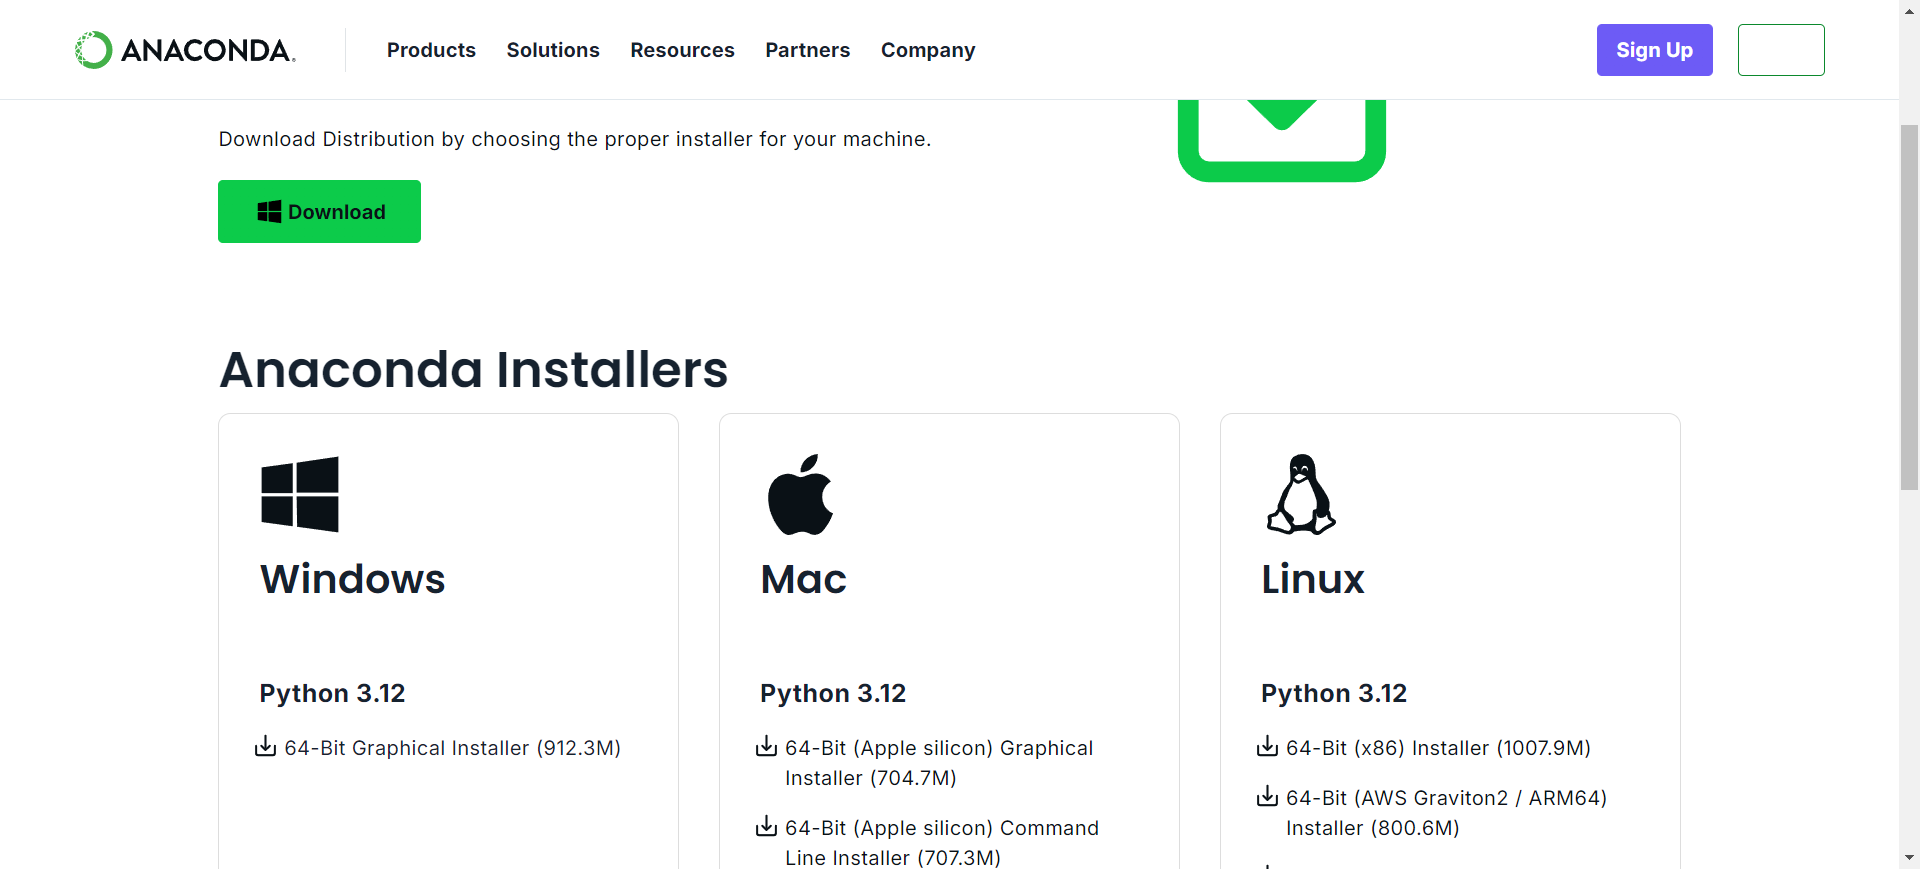 ANACONDA.
Products Solutions Resources Partners Company
Sign Up
Download Distribution by choosing the proper installer for your machine.
Download
Anaconda Installers
Windows
Python 3.12
64-Bit Graphical Installer (912.3M)
Mac
Python 3.12
64-Bit (Apple silicon) Graphical
Installer (704.7M)
64-Bit (Apple silicon) Command
Line Installer (707.3M)
Linux
Python 3.12
64-Bit (x86) Installer (1007.9M)
64-Bit (AWS Graviton2 / ARM64)
Installer (800.6M)